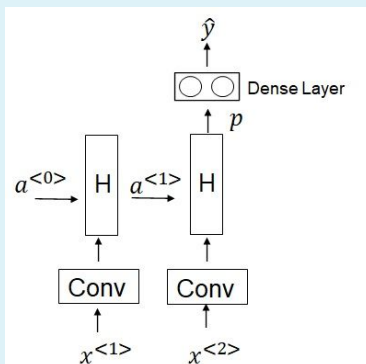 ŷ
Dense Layer
p
a<0> H a<1> H
Conv Conv
x<1> x<2>